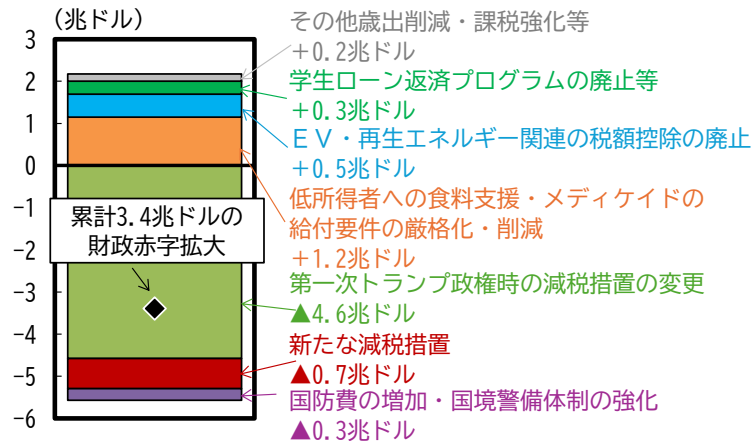 (兆ドル)
3
2
1
0
-1
-2
-3
-4
-5
-6
累計3.4兆ドルの
財政赤字拡大
その他歳出削減・課税強化等
+0.2兆ドル
学生ローン返済プログラムの廃止等
+0.3兆ドル
EV・再生エネルギー関連の税額控除の廃止
+0.5兆ドル
低所得者への食料支援・メディケイドの
給付要件の厳格化・削減
+1.2兆ドル
第一次トランプ政権時の減税措置の変更
▲4.6兆ドル
新たな減税措置
▲0.7兆ドル
国防費の増加・国境警備体制の強化
▲0.3兆ドル